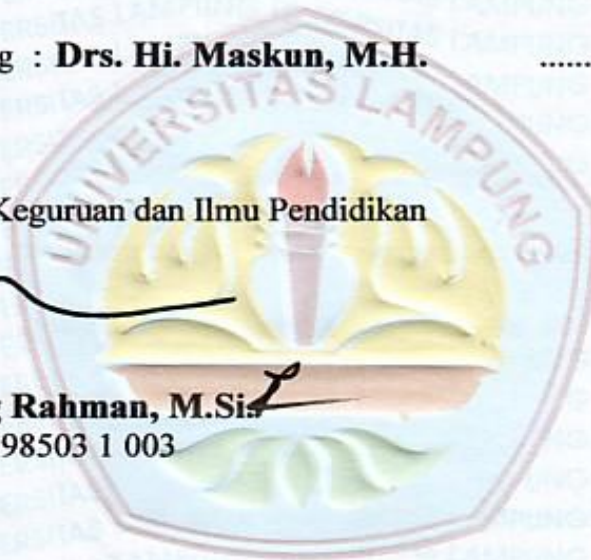 g : Drs. Hi. Maskun, M.H. ........
UNIVERSITAS LAMPUNG
Keguruan dan Ilmu Pendidikan
g Rahman, M.Si.
98503 1 003